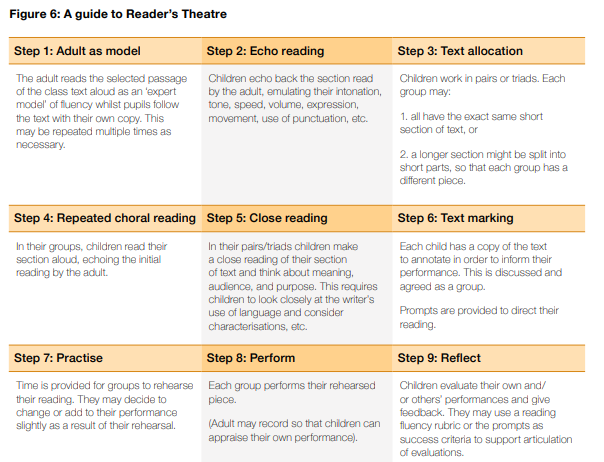 Figure 6: A guide to Reader's Theatre
Step 1: Adult as model
The adult reads the selected passage
of the class text aloud as an 'expert
model' of fluency whilst pupils follow
the text with their own copy. This
may be repeated multiple times as
necessary.
Step 2: Echo reading
Children echo back the section read
by the adult, emulating their intonation,
tone, speed, volume, expression,
movement, use of punctuation, etc.
Step 3: Text allocation
Children work in pairs or triads. Each
group may:
1. all have the exact same short
section of text, or
2. a longer section might be split into
short parts, so that each group has a
different piece.
Step 4: Repeated choral reading
In their groups, children read their
section aloud, echoing the initial
reading by the adult.
Step 5: Close reading
In their pairs/triads children make
a close reading of their section
of text and think about meaning,
audience, and purpose. This requires
children to look closely at the writer's
use of language and consider
characterisations, etc.
Step 6: Text marking
Each child has a copy of the text
to annotate in order to inform their
performance. This is discussed and
agreed as a group.
Prompts are provided to direct their
reading.
Step 7: Practise
Time is provided for groups to rehearse
their reading. They may decide to
change or add to their performance
slightly as a result of their rehearsal.
Step 8: Perform
Each group performs their rehearsed
piece.
(Adult may record so that children can
appraise their own performance).
Step 9: Reflect
Children evaluate their own and/
or others' performances and give
feedback. They may use a reading
fluency rubric or the prompts as
success criteria to support articulation
of evaluations.